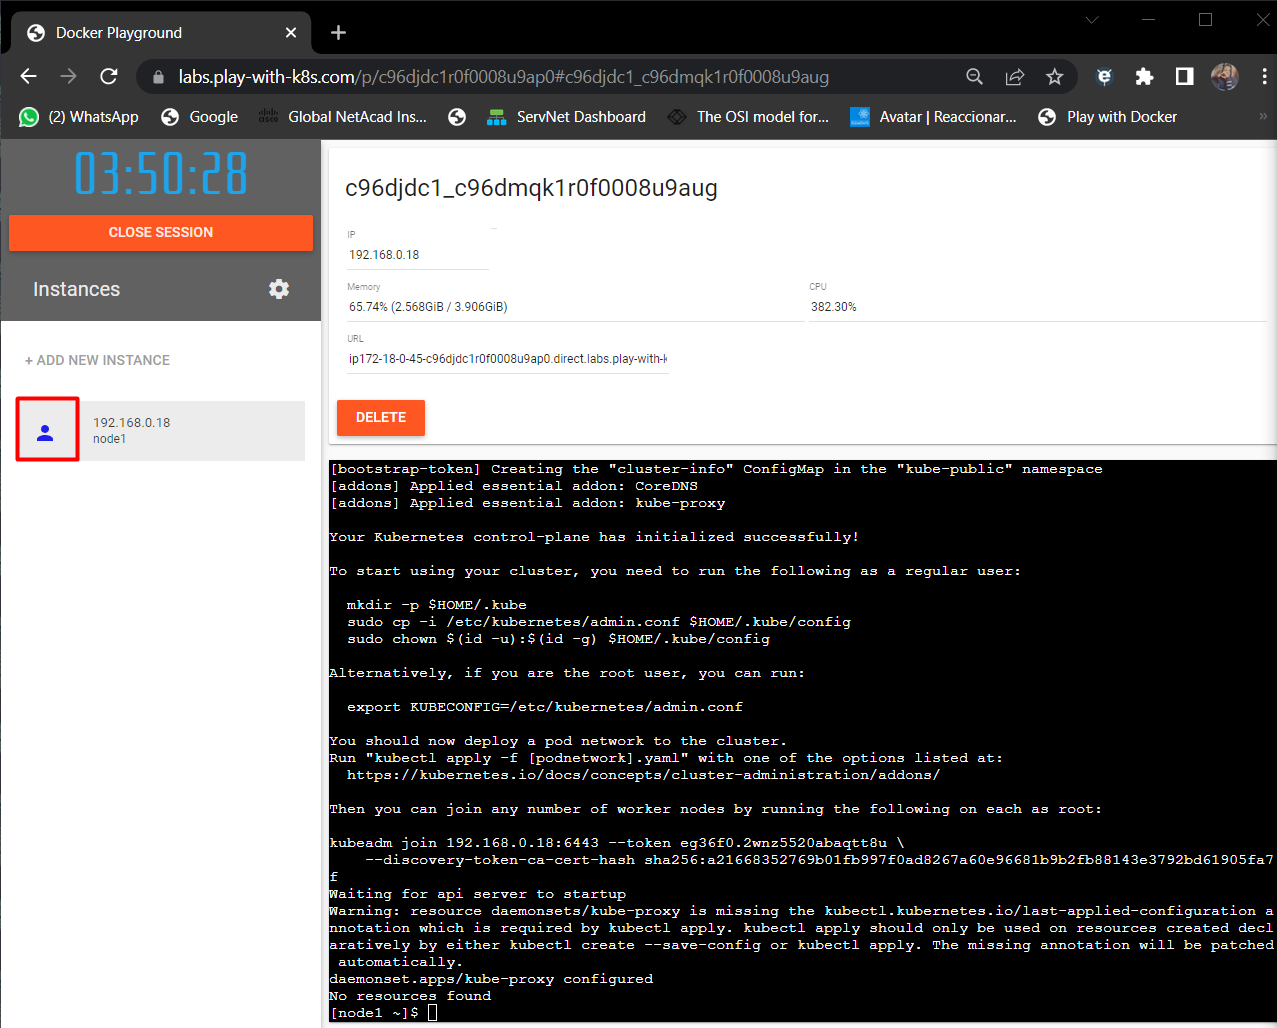 Docker Playground
labs.play-with-k8s.com/p/c96djdc1r0f0008u9ap0#c96djdc1_c96dmqk1r0f0008u9aug
(2) WhatsApp
Google
Global NetAcad Ins...
ServNet Dashboard
The OSI model for...
Avatar | Reaccionar...
Play with Docker
»
03:50:28
CLOSE SESSION
Instances
+ ADD NEW INSTANCE
192.168.0.18
node1
c96djdc1_c96dmqk1r0f0008u9aug
IP
192.168.0.18
Memory
65.74% (2.568GiB / 3.906GiB)
CPU
382.30%
URL
ip172-18-0-45-c96djdc1r0f0008u9ap0.direct.labs.play-with-k
DELETE
[bootstrap-token] Creating the "cluster-info" ConfigMap in the "kube-public" namespace
[addons] Applied essential addon: CoreDNS
[addons] Applied essential addon: kube-proxy
Your Kubernetes control-plane has initialized successfully!
To start using your cluster, you need to run the following as a regular user:
mkdir -p $HOME/.kube
sudo cp -i /etc/kubernetes/admin.conf $HOME/.kube/config
sudo chown $(id -u):$(id -g) $HOME/.kube/config
Alternatively, if you are the root user, you can run:
export KUBECONFIG=/etc/kubernetes/admin.conf
You should now deploy a pod network to the cluster.
Run "kubectl apply -f [podnetwork].yaml" with one of the options listed at:
https://kubernetes.io/docs/concepts/cluster-administration/addons/
Then you can join any number of worker nodes by running the following on each as root:
kubeadm join 192.168.0.18:6443 --token eg36f0.2wnz5520abaqtt8u \
--discovery-token-ca-cert-hash sha256:a21668352769b01fb997f0ad8267a60e96681b9b2fb88143e3792bd61905fa7
f
Waiting for api server to startup
Warning: resource daemonsets/kube-proxy is missing the kubectl.kubernetes.io/last-applied-configuration a
nnotation which is required by kubectl apply. kubectl apply should only be used on resources created decl
aratively by either kubectl create --save-config or kubectl apply. The missing annotation will be patched
automatically.
daemonset.apps/kube-proxy configured
No resources found
[node1 ~]$